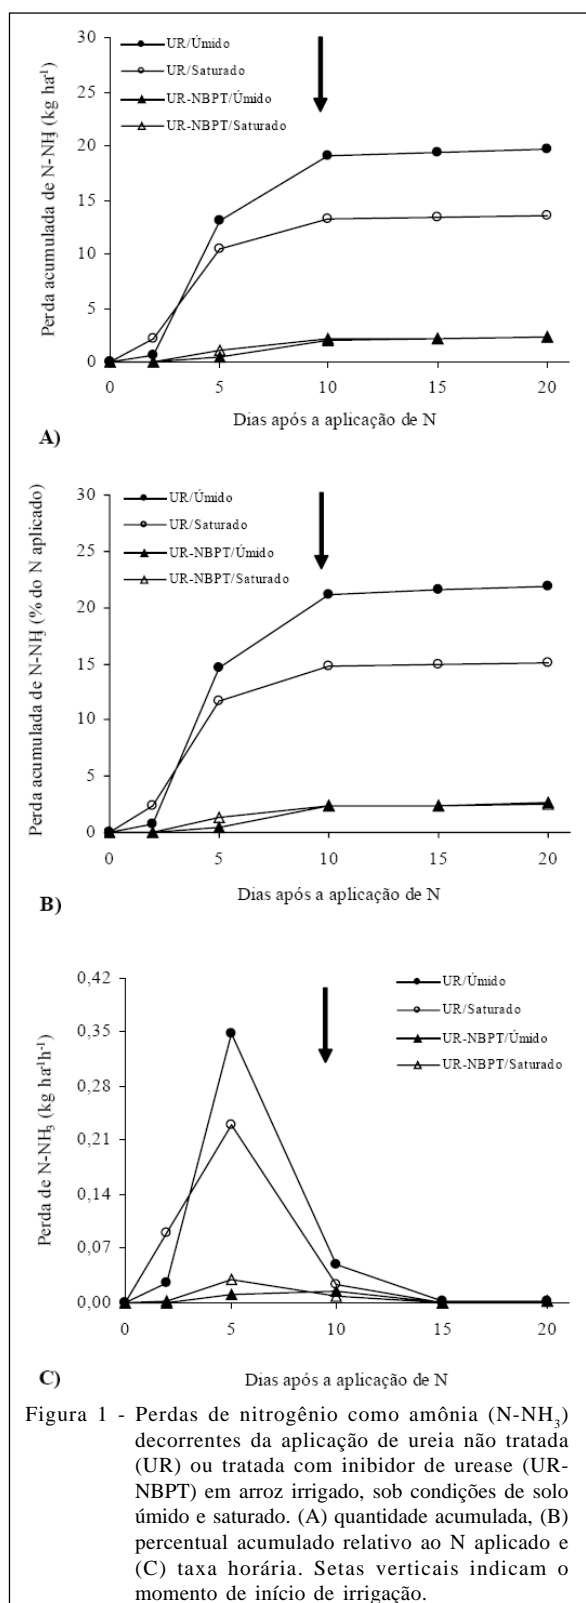 30
25
20
15
10
5
0
Perda acumulada de N-NH3 (kg ha-1)
UR/Úmido
UR/Saturado
UR-NBPT/Úmido
UR-NBPT/Saturado
0 5 10 15 20
Dias após a aplicação de N
A)
30
25
20
15
10
5
0
Perda acumulada de N-NH3 (% do N aplicado)
UR/Úmido
UR/Saturado
UR-NBPT/Úmido
UR-NBPT/Saturado
0 5 10 15 20
Dias após a aplicação de N
B)
0,42
0,35
0,28
0,21
0,14
0,07
0,00
Perda de N-NH3 (kg ha-1h-1)
UR/Úmido
UR/Saturado
UR-NBPT/Úmido
UR-NBPT/Saturado
0 5 10 15 20
Dias após a aplicação de N
C)
Figura 1 - Perdas de nitrogênio como amônia (N-NH3)
decorrentes da aplicação de ureia não tratada
(UR) ou tratada com inibidor de urease (UR-
NBPT) em arroz irrigado, sob condições de solo
úmido e saturado. (A) quantidade acumulada, (B)
percentual acumulado relativo ao N aplicado e
(C) taxa horária. Setas verticais indicam o
momento de início de irrigação.